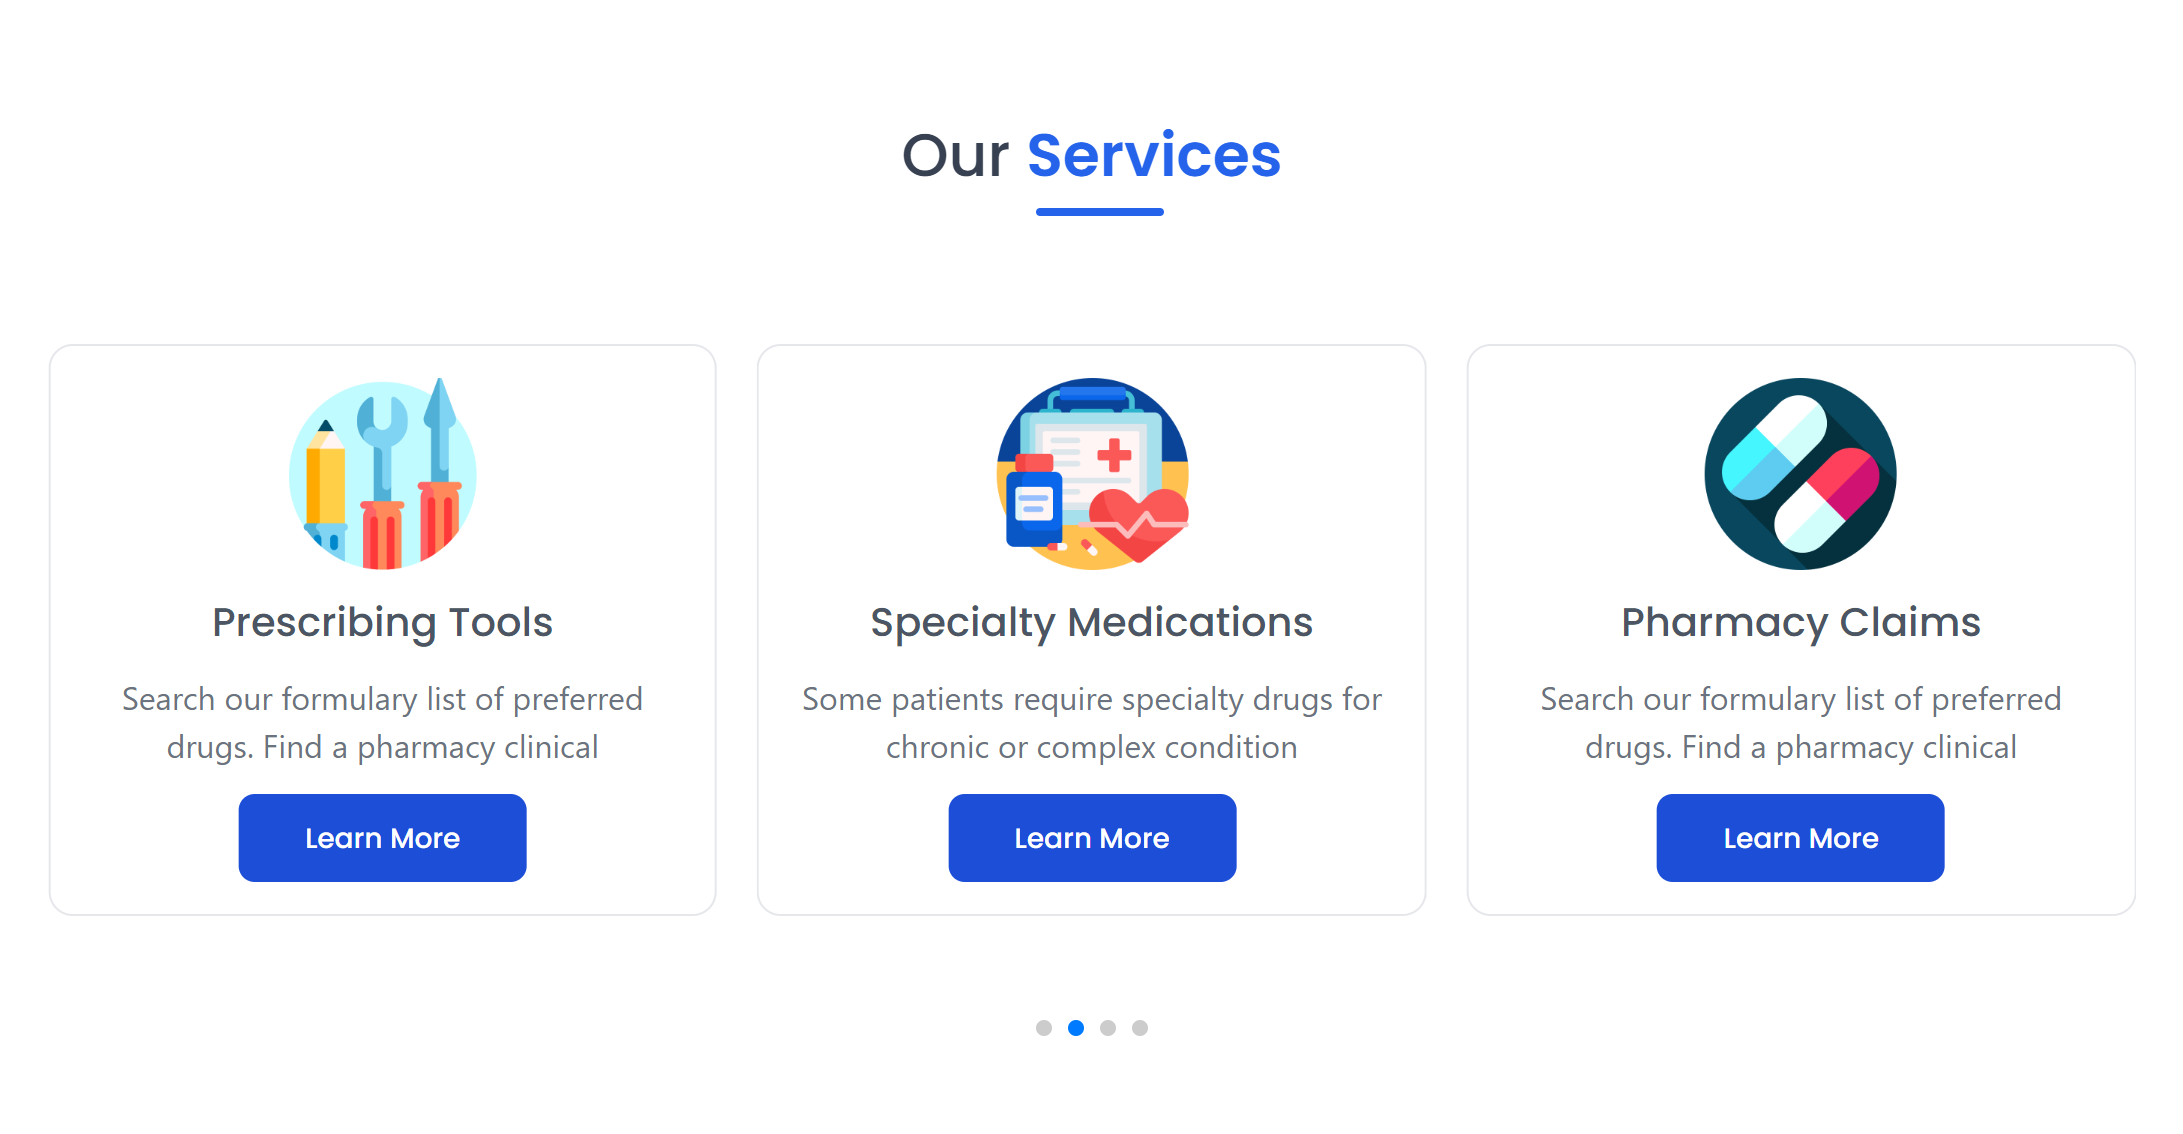 Our Services
Prescribing Tools
Search our formulary list of preferred
drugs. Find a pharmacy clinical
Learn More
Specialty Medications
Some patients require specialty drugs for
chronic or complex condition
Learn More
Pharmacy Claims
Search our formulary list of preferred
drugs. Find a pharmacy clinical
Learn More